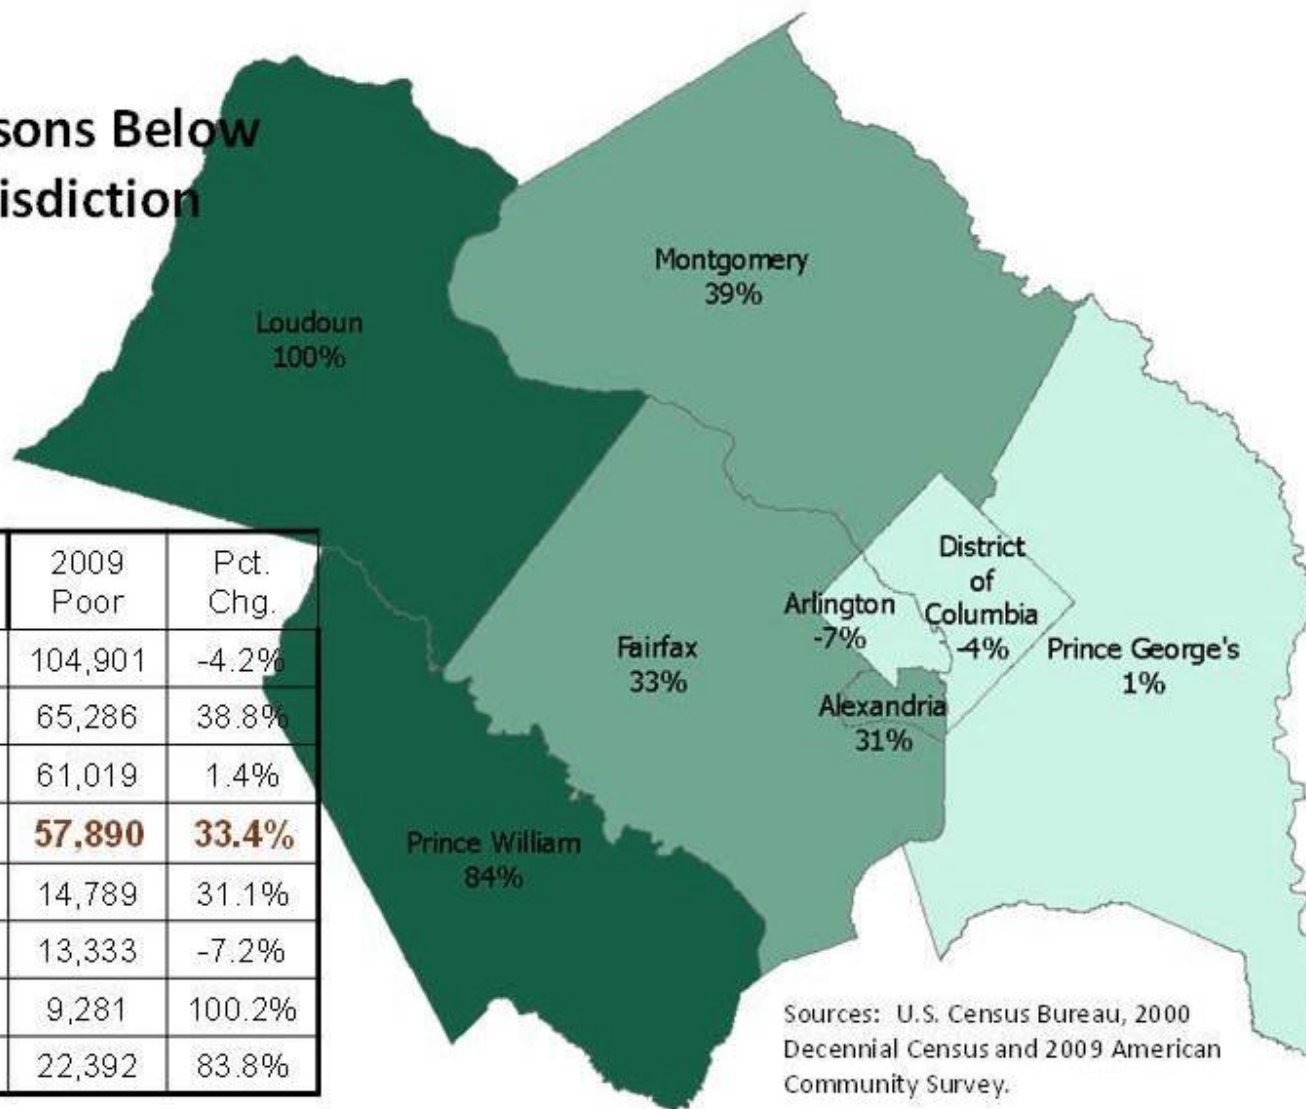 sons Below
isdiction
Montgomery
39%
Loudoun
100%
District
of
Columbia
-4%
Arlington
-7%
Prince George's
1%
Fairfax
33%
Alexandria
31%
Prince William
84%
2009 Pct.
Poor Chg.
104,901 -4.2%
65,286 38.8%
61,019 1.4%
57,890 33.4%
14,789 31.1%
13,333 -7.2%
9,281 100.2%
22,392 83.8%
Sources: U.S. Census Bureau, 2000
Decennial Census and 2009 American
Community Survey.